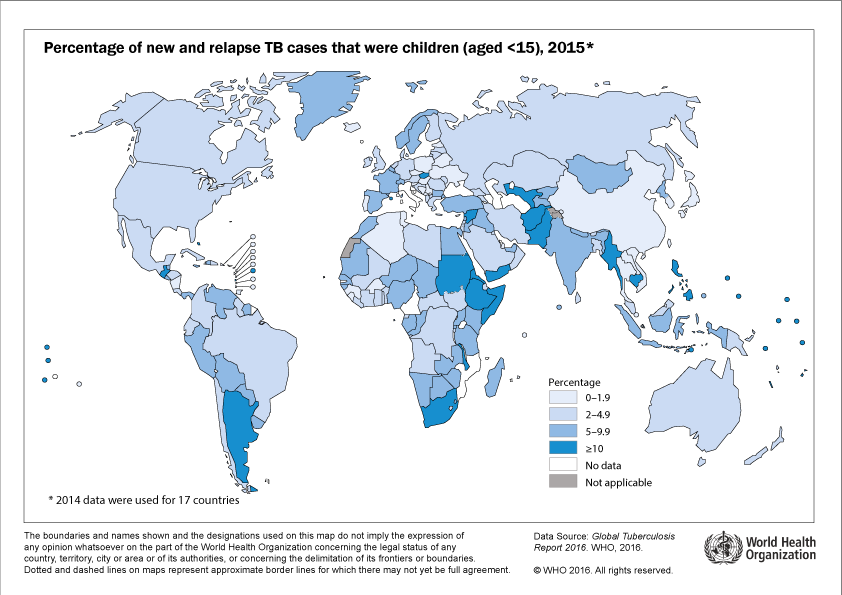 Percentage of new and relapse TB cases that were children (aged <15), 2015*
Percentage
0–1.9
2–4.9
5–9.9
≥10
No data
Not applicable
* 2014 data were used for 17 countries
The boundaries and names shown and the designations used on this map do not imply the expression of
any opinion whatsoever on the part of the World Health Organization concerning the legal status of any
country, territory, city or area or of its authorities, or concerning the delimitation of its frontiers or boundaries.
Dotted and dashed lines on maps represent approximate border lines for which there may not yet be full agreement.
Data Source: Global Tuberculosis
Report 2016. WHO, 2016.
© WHO 2016. All rights reserved.
World Health
Organization